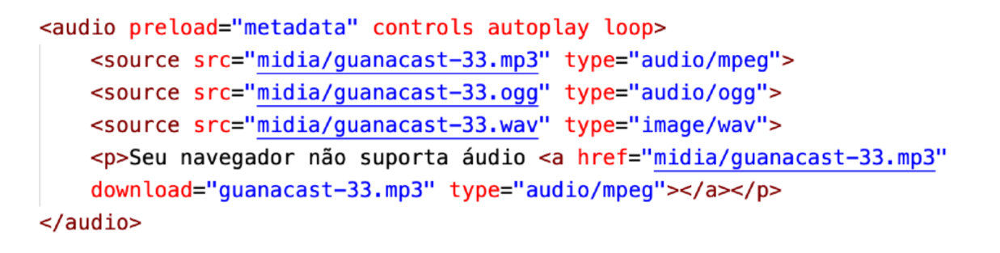 <audio preload="metadata" controls autoplay loop>
<source src="midia/guanacast-33.mp3" type="audio/mpeg">
<source src="midia/guanacast-33.ogg" type="audio/ogg">
<source src="midia/guanacast-33.wav" type="image/wav">
<p>Seu navegador não suporta áudio <a href="midia/guanacast-33.mp3"
download="guanacast-33.mp3" type="audio/mpeg"></a></p>
</audio>